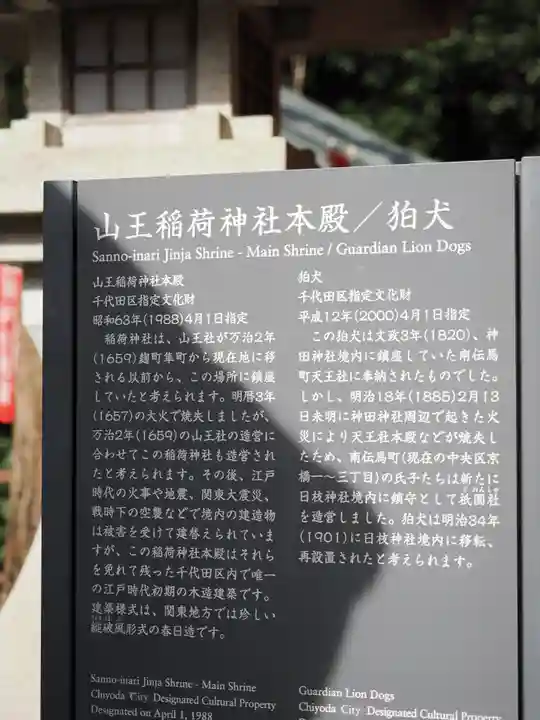 山王稲荷神社本殿／狛犬
Sanno-inari Jinja Shrine - Main Shrine / Guardian Lion Dogs
山王稲荷神社本殿
千代田区指定文化財
昭和63年(1988)4月1日指定
稲荷神社は、山王社が万治2年
(1659)麹町隼町から現在地に移
される以前から、この場所に鎮座
していたと考えられます。明暦3年
(1657)の大火で焼失しましたが、
万治2年(1659)の山王社の造営に
合わせてこの稲荷神社も造営され
たと考えられます。その後、江戸
時代の火事や地震、関東大震災、
戦時下の空襲などで境内の建造物
は被害を受けて建替えられていま
すが、この稲荷神社本殿はそれら
を免れて残った千代田区内で唯一
の江戸時代初期の木造建築です。
建築様式は、関東地方では珍しい
縋破風形式の春日造です。
Sanno-inari Jinja Shrine - Main Shrine
Chiyoda City Designated Cultural Property
Designated on April 1, 1988
狛犬
千代田区指定文化財
平成12年(2000)4月1日指定
この狛犬は文政3年(1820)、神
田神社境内に鎮座していた南伝馬
町天王社に奉納されたものでした。
しかし、明治18年(1885)2月13
日未明に神田神社周辺で起きた火
災により天王社本殿などが焼失し
たため、南伝馬町(現在の中央区京
橋一〜三丁目)の氏子たちは新たに
日枝神社境内に鎮守として祇園社
を造営しました。狛犬は明治34年
(1901)に日枝神社境内に移転、
再設置されたと考えられます。
Guardian Lion Dogs
Chiyoda City Designated Cultural Property